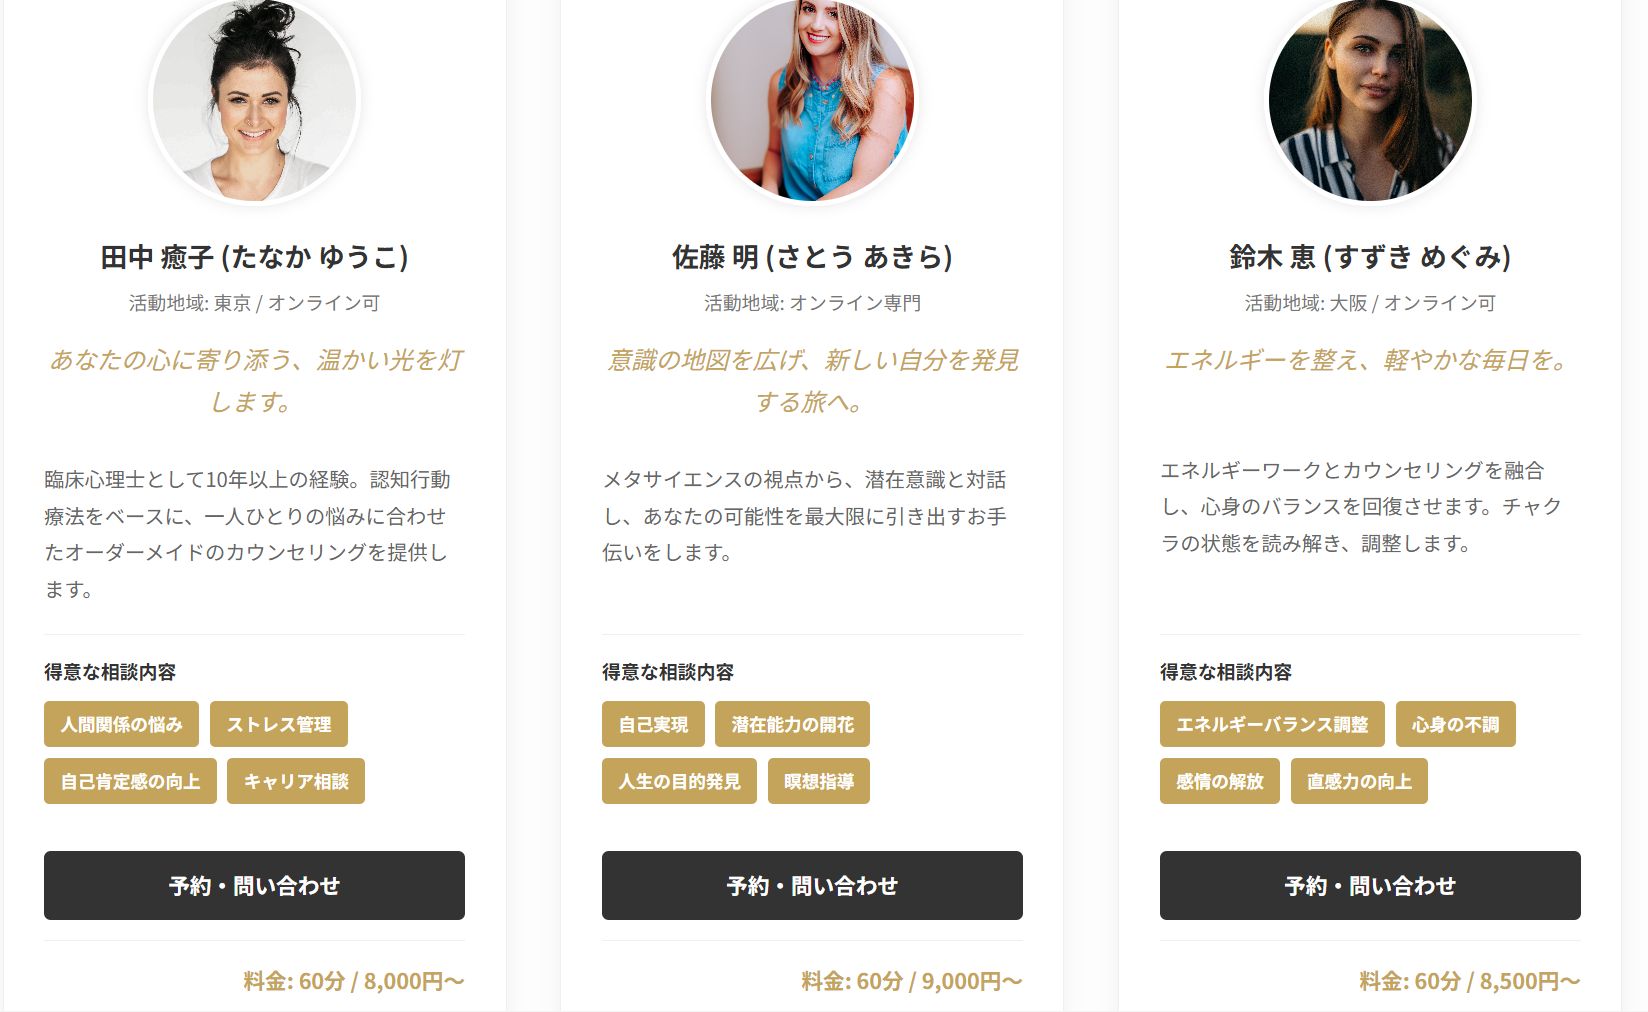 田中 癒子 (たなか ゆうこ)
活動地域: 東京 / オンライン可
あなたの心に寄り添う、温かい光を灯
します。
臨床心理士として10年以上の経験。認知行動
療法をベースに、一人ひとりの悩みに合わせ
たオーダーメイドのカウンセリングを提供し
ます。
得意な相談内容
人間関係の悩み
ストレス管理
自己肯定感の向上
キャリア相談
予約・問い合わせ
料金: 60分 / 8,000円〜
佐藤 明 (さとう あきら)
活動地域: オンライン専門
意識の地図を広げ、新しい自分を発見
する旅へ。
メタサイエンスの視点から、潜在意識と対話
し、あなたの可能性を最大限に引き出すお手
伝いをします。
得意な相談内容
自己実現
潜在能力の開花
人生の目的発見
瞑想指導
予約・問い合わせ
料金: 60分 / 9,000円〜
鈴木 恵 (すずき めぐみ)
活動地域: 大阪 / オンライン可
エネルギーを整え、軽やかな毎日を。
エネルギーワークとカウンセリングを融合
し、心身のバランスを回復させます。チャク
ラの状態を読み解き、調整します。
得意な相談内容
エネルギーバランス調整
心身の不調
感情の解放
直感力の向上
予約・問い合わせ
料金: 60分 / 8,500円〜